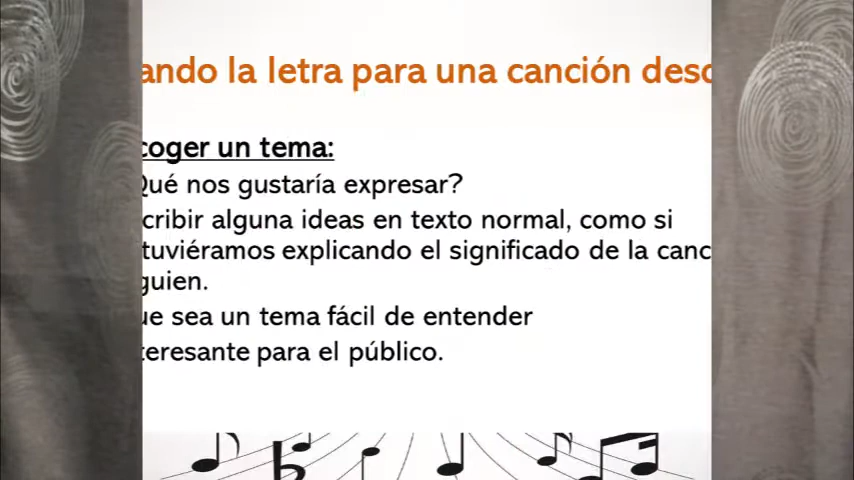 ando la letra para una canción desc
coger un tema:
Qué nos gustaría expresar?
cribir alguna ideas en texto normal, como si
tuviéramos explicando el significado de la canc
guien.
ue sea un tema fácil de entender
teresante para el público.